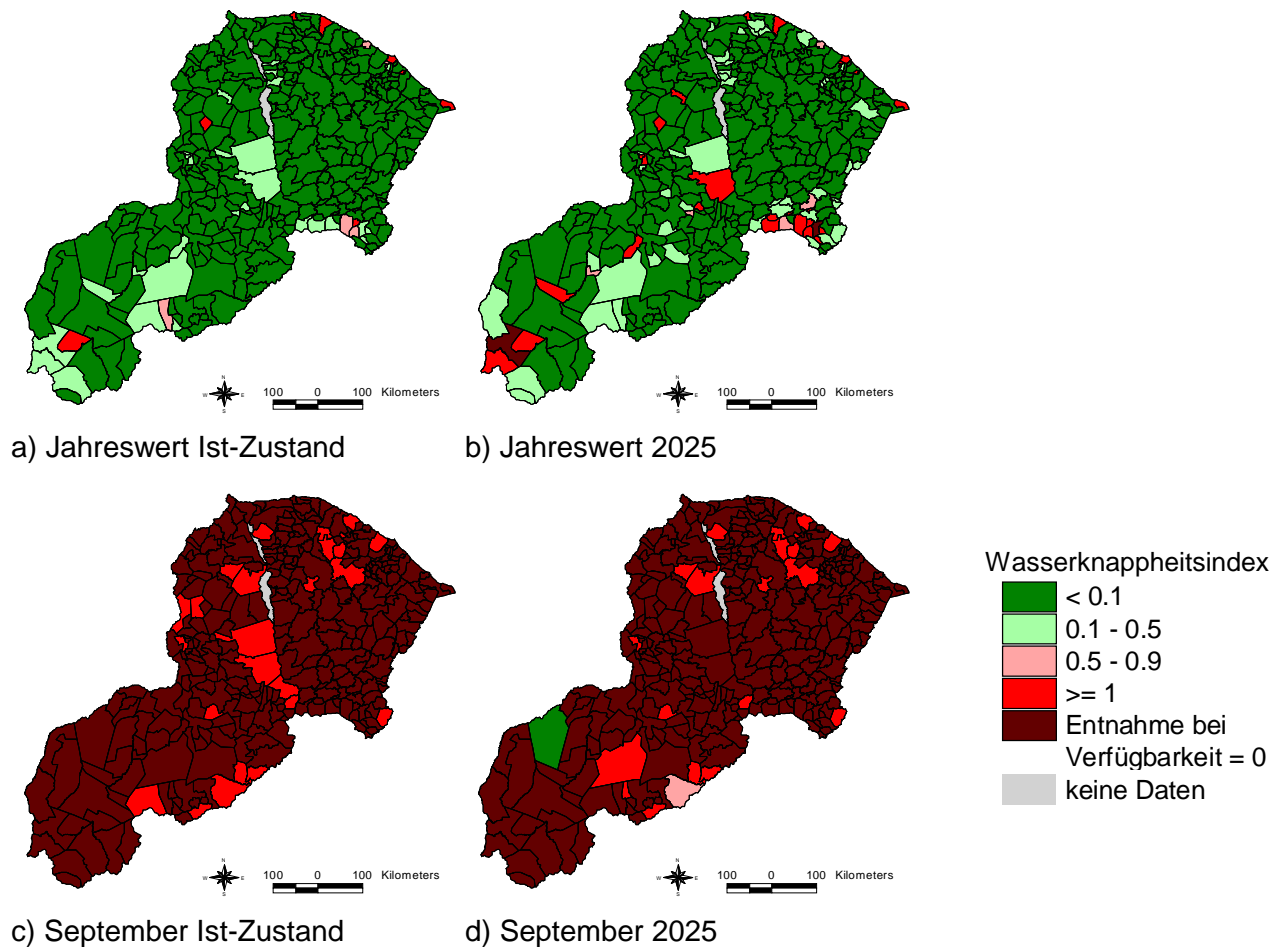 N
W E
S
100 0 100 Kilometers
N
W E
S
100 0 100 Kilometers
a) Jahreswert Ist-Zustand
b) Jahreswert 2025
Wasserknappheitsindex
< 0.1
0.1 - 0.5
0.5 - 0.9
>= 1
Entnahme bei
Verfügbarkeit = 0
keine Daten
N
W E
S
100 0 100 Kilometers
N
W E
S
100 0 100 Kilometers
c) September Ist-Zustand
d) September 2025